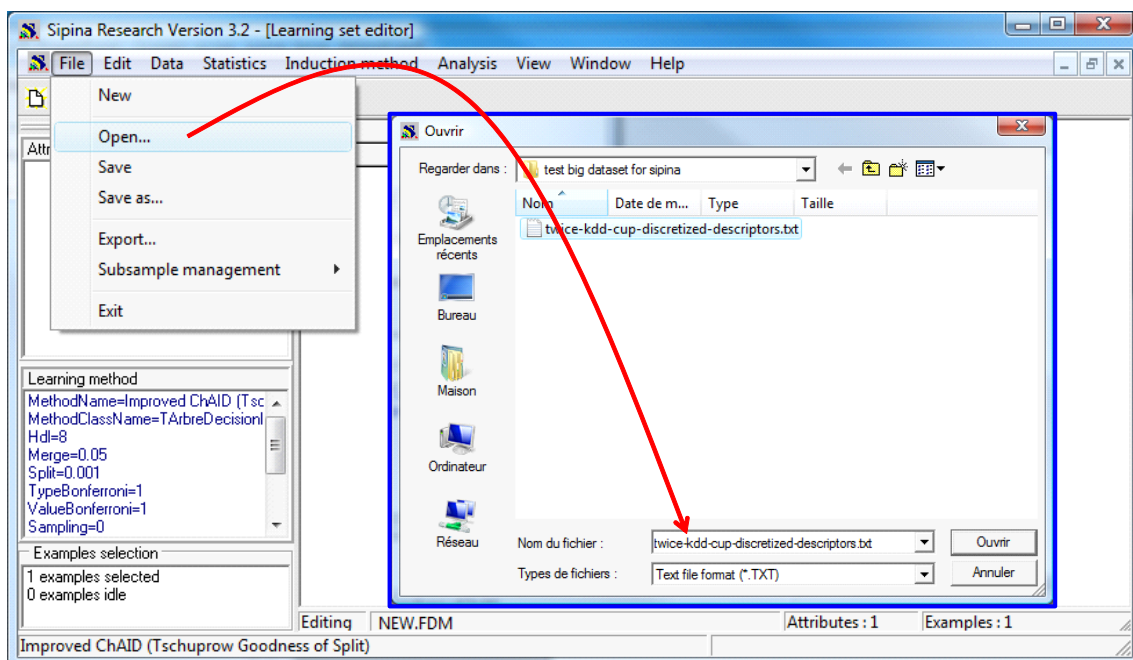 Sipina Research Version 3.2 - [Learning set editor]
File Edit Data Statistics Induction method Analysis View Window Help
New
Open...
Save
Save as...
Export...
Subsample management
Exit
Attr
Ouvrir
Regarder dans :
test big dataset for sipina
Nom Date de m... Type Taille
twice-kdd-cup-discretized-descriptors.txt
Emplacements
récents
Bureau
Maison
Ordinateur
Réseau
Nom du fichier : twice-kdd-cup-discretized-descriptors.txt Ouvrir
Types de fichiers : Text file format (*.TXT) Annuler
Learning method
MethodName=Improved ChAID (Tsc
MethodClassName=TArbreDecisionI
Hdl=8
Merge=0.05
Split=0.001
TypeBonferroni=1
ValueBonferroni=1
Sampling=0
Examples selection
1 examples selected
0 examples idle
Editing NEW.FDM Attributes : 1 Examples : 1
Improved ChAID (Tschuprow Goodness of Split)